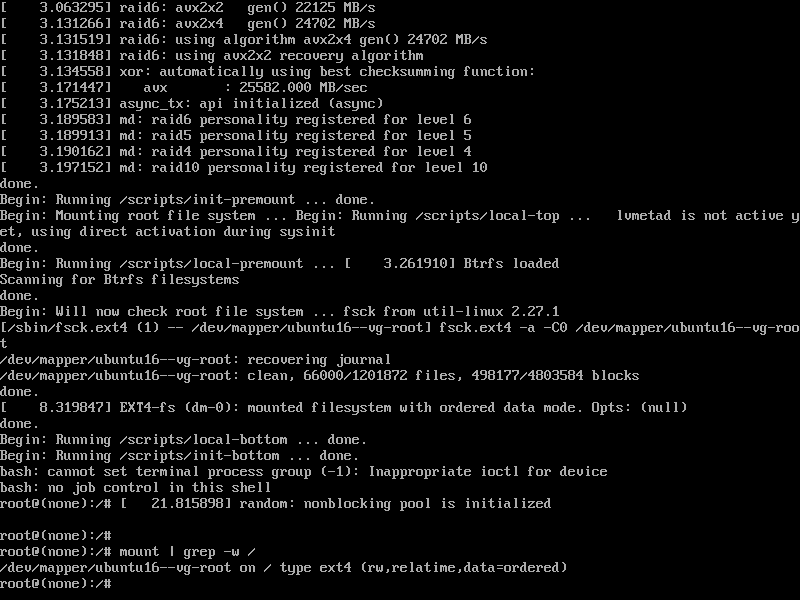 [    3.063295] raid6: avx2x2   gen() 22125 MB/s
[    3.131266] raid6: avx2x4   gen() 24702 MB/s
[    3.131519] raid6: using algorithm avx2x4 gen() 24702 MB/s
[    3.131848] raid6: using avx2x2 recovery algorithm
[    3.134558] xor: automatically using best checksumming function:
[    3.171447]    avx       : 25582.000 MB/sec
[    3.175213] async_tx: api initialized (async)
[    3.189583] md: raid6 personality registered for level 6
[    3.189913] md: raid5 personality registered for level 5
[    3.190162] md: raid4 personality registered for level 4
[    3.197152] md: raid10 personality registered for level 10
done.
Begin: Running /scripts/init-premount ... done.
Begin: Mounting root file system ... Begin: Running /scripts/local-top ...   lvmetad is not active y
et, using direct activation during sysinit
done.
Begin: Running /scripts/local-premount ... [    3.261910] Btrfs loaded
Scanning for Btrfs filesystems
done.
Begin: Will now check root file system ... fsck from util-linux 2.27.1
[/sbin/fsck.ext4 (1) -- /dev/mapper/ubuntu16--vg-root] fsck.ext4 -a -C0 /dev/mapper/ubuntu16--vg-roo
t
/dev/mapper/ubuntu16--vg-root: recovering journal
/dev/mapper/ubuntu16--vg-root: clean, 66000/1201872 files, 498177/4803584 blocks
done.
[    8.319847] EXT4-fs (dm-0): mounted filesystem with ordered data mode. Opts: (null)
done.
Begin: Running /scripts/local-bottom ... done.
Begin: Running /scripts/init-bottom ... done.
bash: cannot set terminal process group (-1): Inappropriate ioctl for device
bash: no job control in this shell
root@(none):/# [   21.815898] random: nonblocking pool is initialized

root@(none):/#
root@(none):/# mount | grep -w /
/dev/mapper/ubuntu16--vg-root on / type ext4 (rw,relatime,data=ordered)
root@(none):/#